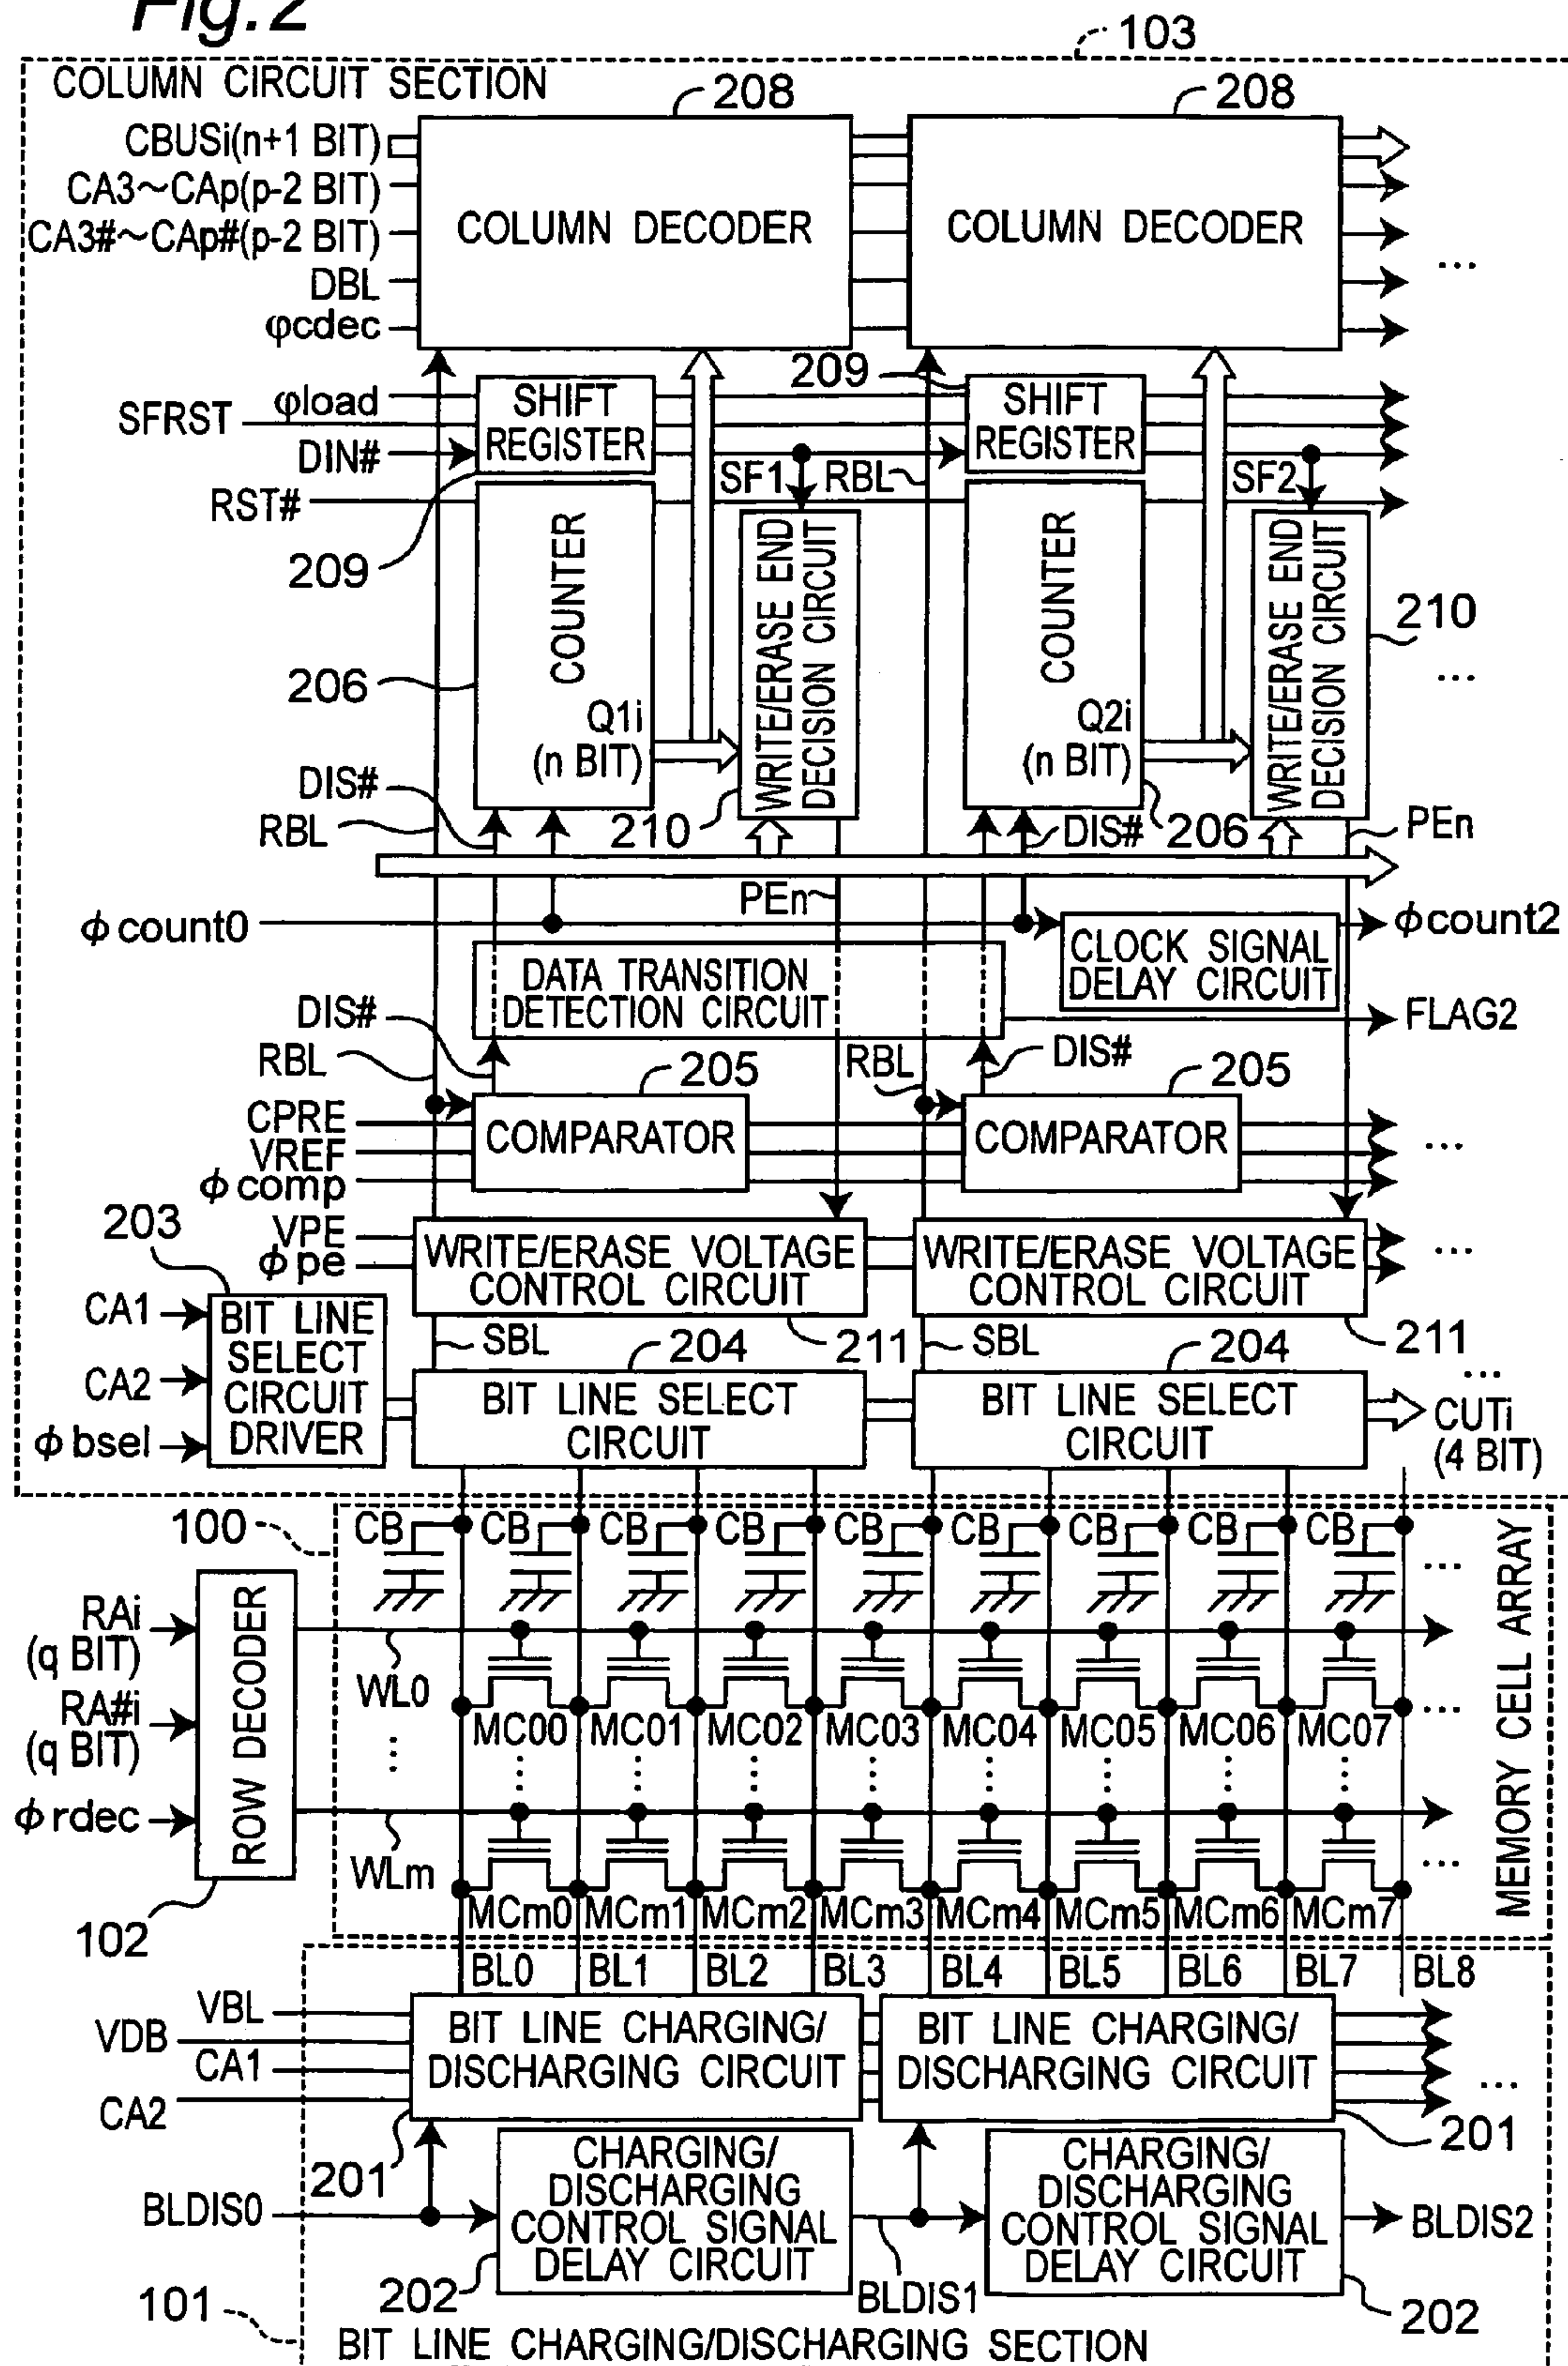 Fig.2
103
COLUMN CIRCUIT SECTION
208
208
CBUSi(n+1 BIT)
CA3~CAp(p-2 BIT)
CA3#~CAp#(p-2 BIT)
DBL
φcdec
COLUMN DECODER
COLUMN DECODER
...
209
SFRST
φload
DIN#
SHIFT
REGISTER
SHIFT
REGISTER
SF1
RBL
SF2
RST#
209
COUNTER
WRITE/ERASE END
DECISION CIRCUIT
COUNTER
WRITE/ERASE END
DECISION CIRCUIT
210
206
...
Q1i
(n BIT)
Q2i
(n BIT)
DIS#
RBL
210
DIS#
206
PEn
PEn
φcount0
φcount2
CLOCK SIGNAL
DELAY CIRCUIT
DATA TRANSITION
DETECTION CIRCUIT
DIS#
FLAG2
RBL
205
RBL
DIS#
205
CPRE
VREF
φcomp
COMPARATOR
COMPARATOR
...
203
VPE
φpe
WRITE/ERASE VOLTAGE
CONTROL CIRCUIT
WRITE/ERASE VOLTAGE
CONTROL CIRCUIT
...
CA1
CA2
φbsel
BIT LINE
SELECT
CIRCUIT
DRIVER
SBL
204
211
SBL
204
211
...
BIT LINE SELECT
CIRCUIT
BIT LINE SELECT
CIRCUIT
CUTi
(4 BIT)
100
CB CB CB CB CB CB CB CB CB
...
MEMORY CELL ARRAY
RAi
(q BIT)
RA#i
(q BIT)
φrdec
ROW DECODER
102
WL0
MC00 MC01 MC02 MC03 MC04 MC05 MC06 MC07
...
WLm
MCm0 MCm1 MCm2 MCm3 MCm4 MCm5 MCm6 MCm7
...
BL0 BL1 BL2 BL3 BL4 BL5 BL6 BL7 BL8
VBL
VDB
CA1
CA2
BIT LINE CHARGING/
DISCHARGING CIRCUIT
BIT LINE CHARGING/
DISCHARGING CIRCUIT
...
201
201
BLDIS0
CHARGING/
DISCHARGING
CONTROL SIGNAL
DELAY CIRCUIT
CHARGING/
DISCHARGING
CONTROL SIGNAL
DELAY CIRCUIT
BLDIS2
202
BLDIS1
202
101
BIT LINE CHARGING/DISCHARGING SECTION